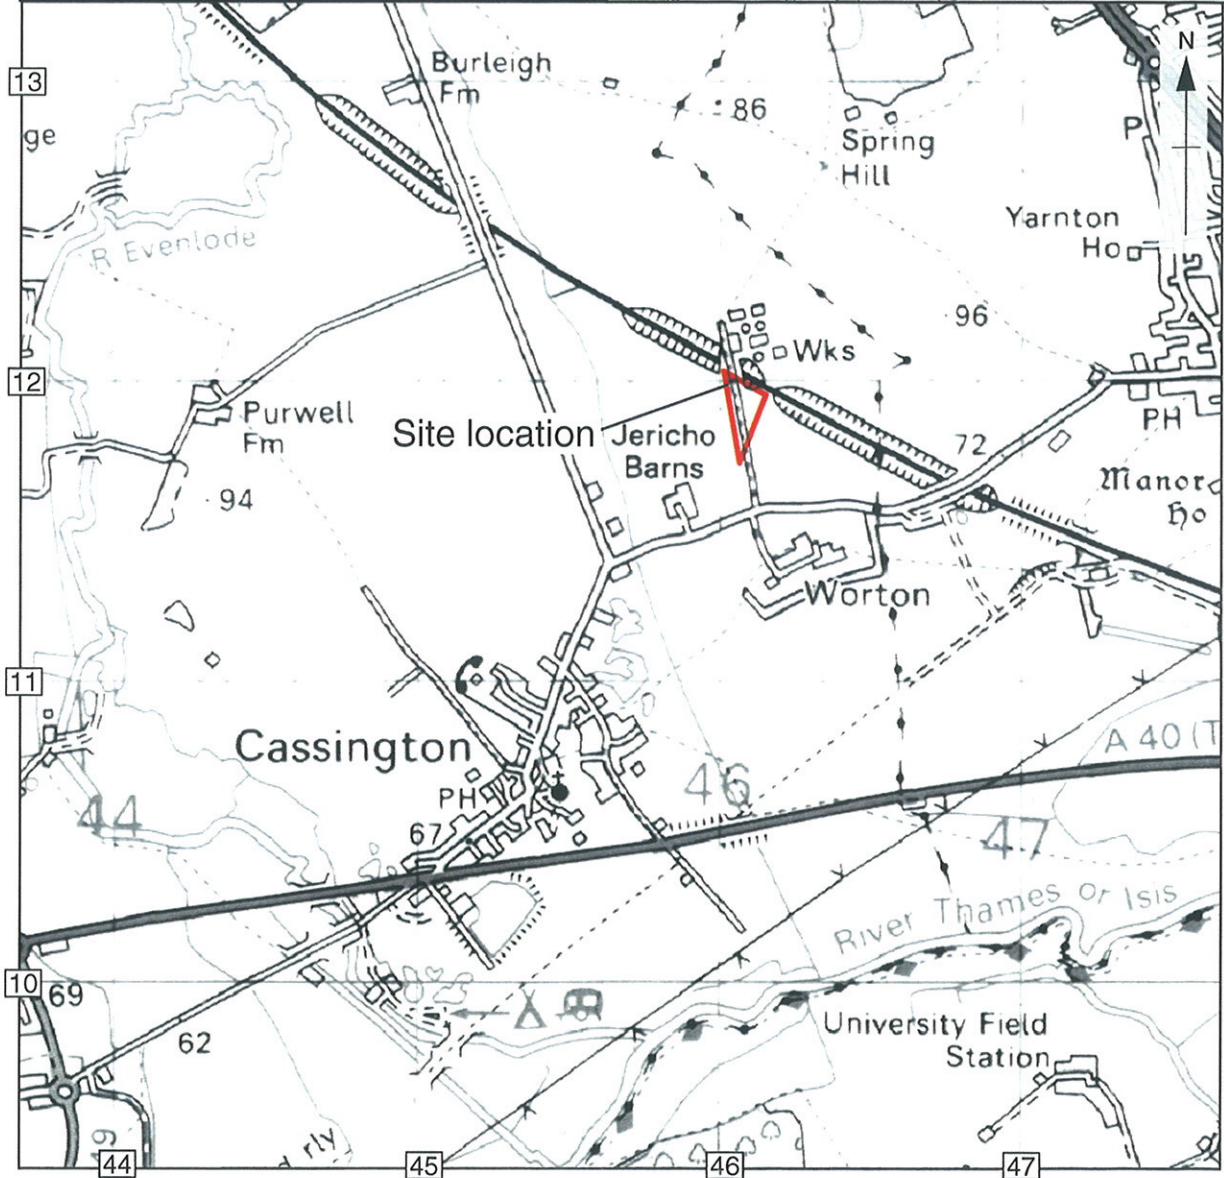 N
Burleigh
Fm
13
86
ge
Spring
Hill
P
Yarnton
Ho
R Evenlode
96
Wks
12
Purwell
Fm
Site location
Jericho
Barns
72
PH
Manor
Ho
94
Worton
11
Cassington
A 40 (T
PH
46
44
67
47
River Thames or Isis
10
69
62
University Field
Station
rly
44
45
46
47